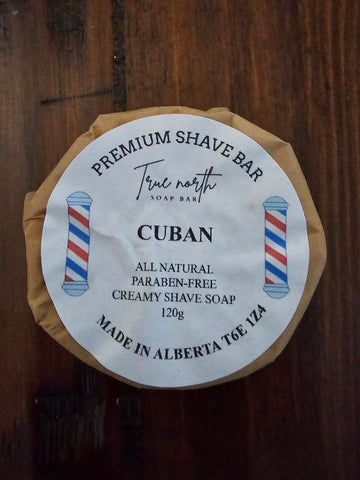 PREMIUM SHAVE BAR
True north
SOAP BAR
CUBAN
ALL NATURAL
PARABEN-FREE
CREAMY SHAVE SOAP
120g
MADE IN ALBERTA T6E 1Z4